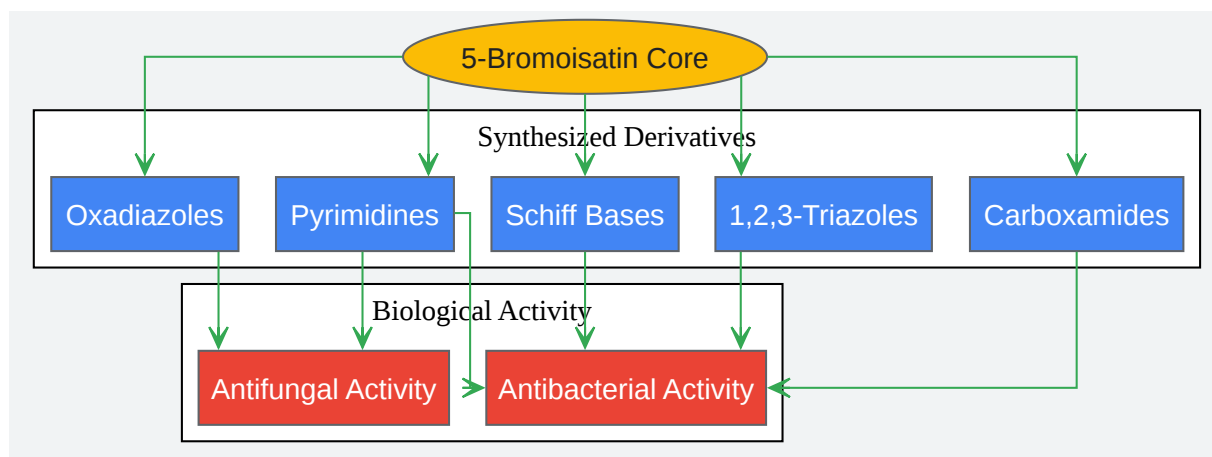 5-Bromoisatin Core
Synthesized Derivatives
Oxadiazoles
Pyrimidines
Schiff Bases
1,2,3-Triazoles
Carboxamides
Biological Activity
Antifungal Activity
Antibacterial Activity